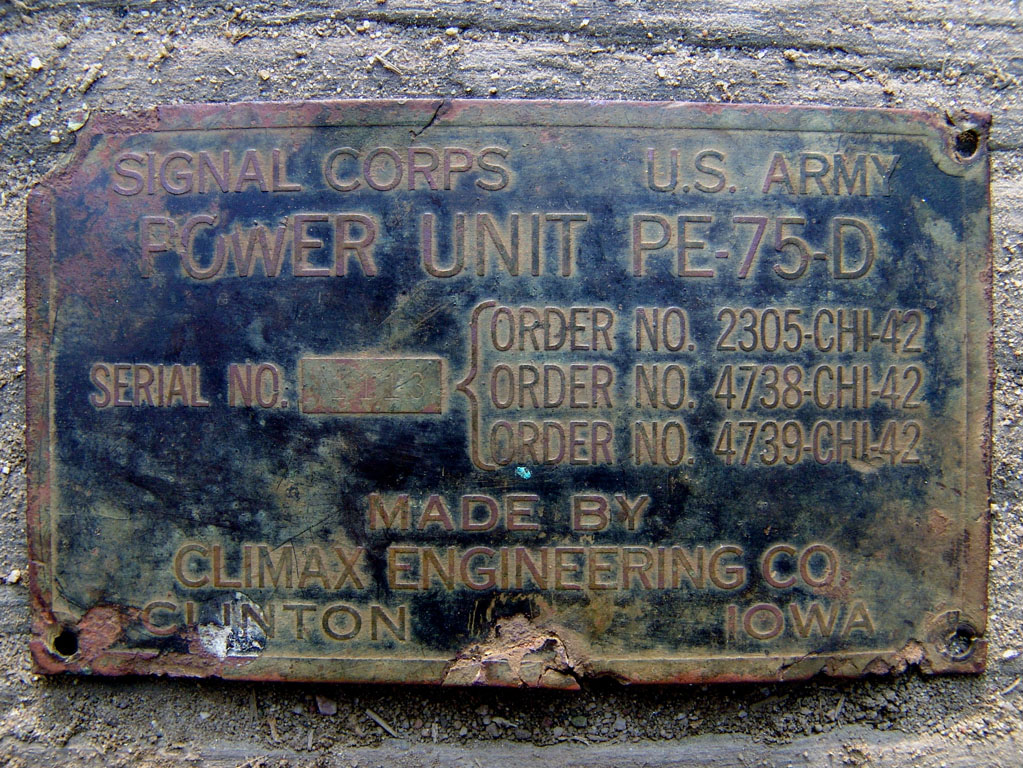 SIGNAL CORPS U.S. ARMY
POWER UNIT PE-75-D
SERIAL NO.
ORDER NO. 2305-CHI-42
ORDER NO. 4738-CHI-42
ORDER NO. 4739-CHI-42
MADE BY
CLIMAX ENGINEERING CO.
CLINTON IOWA